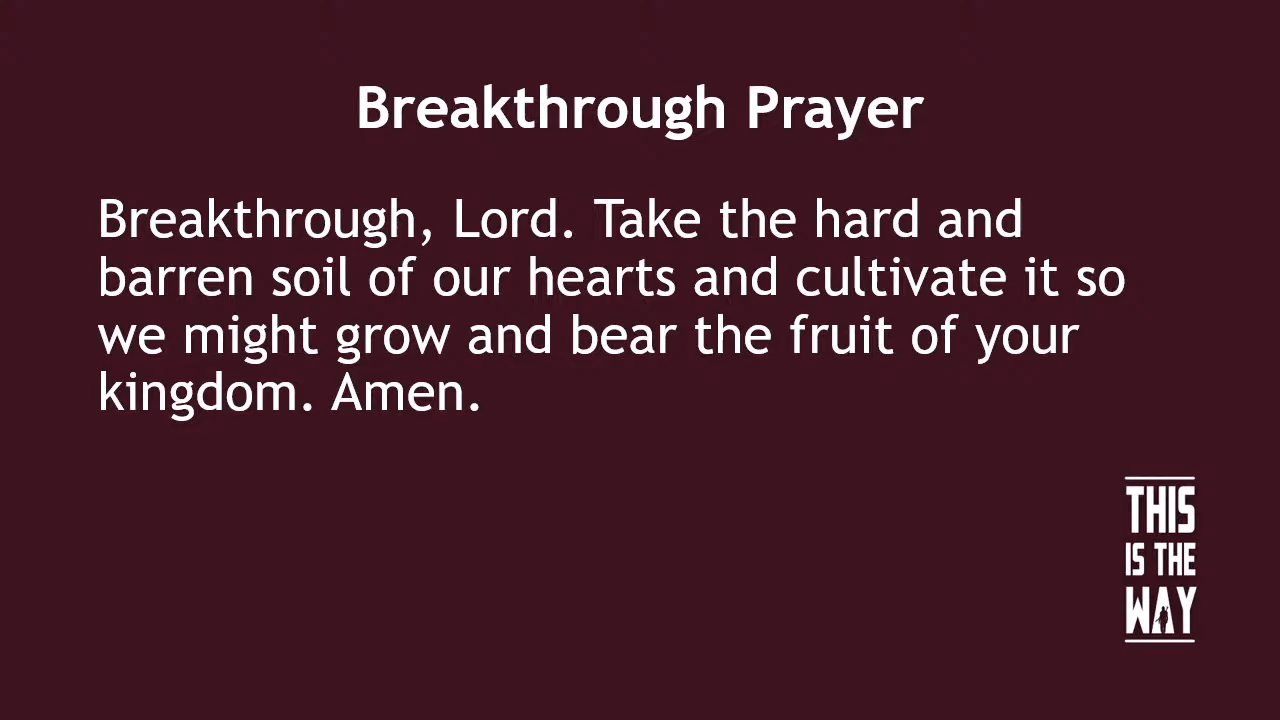 Breakthrough Prayer
Breakthrough, Lord. Take the hard and
barren soil of our hearts and cultivate it so
we might grow and bear the fruit of your
kingdom. Amen.
THIS
IS THE
WAY